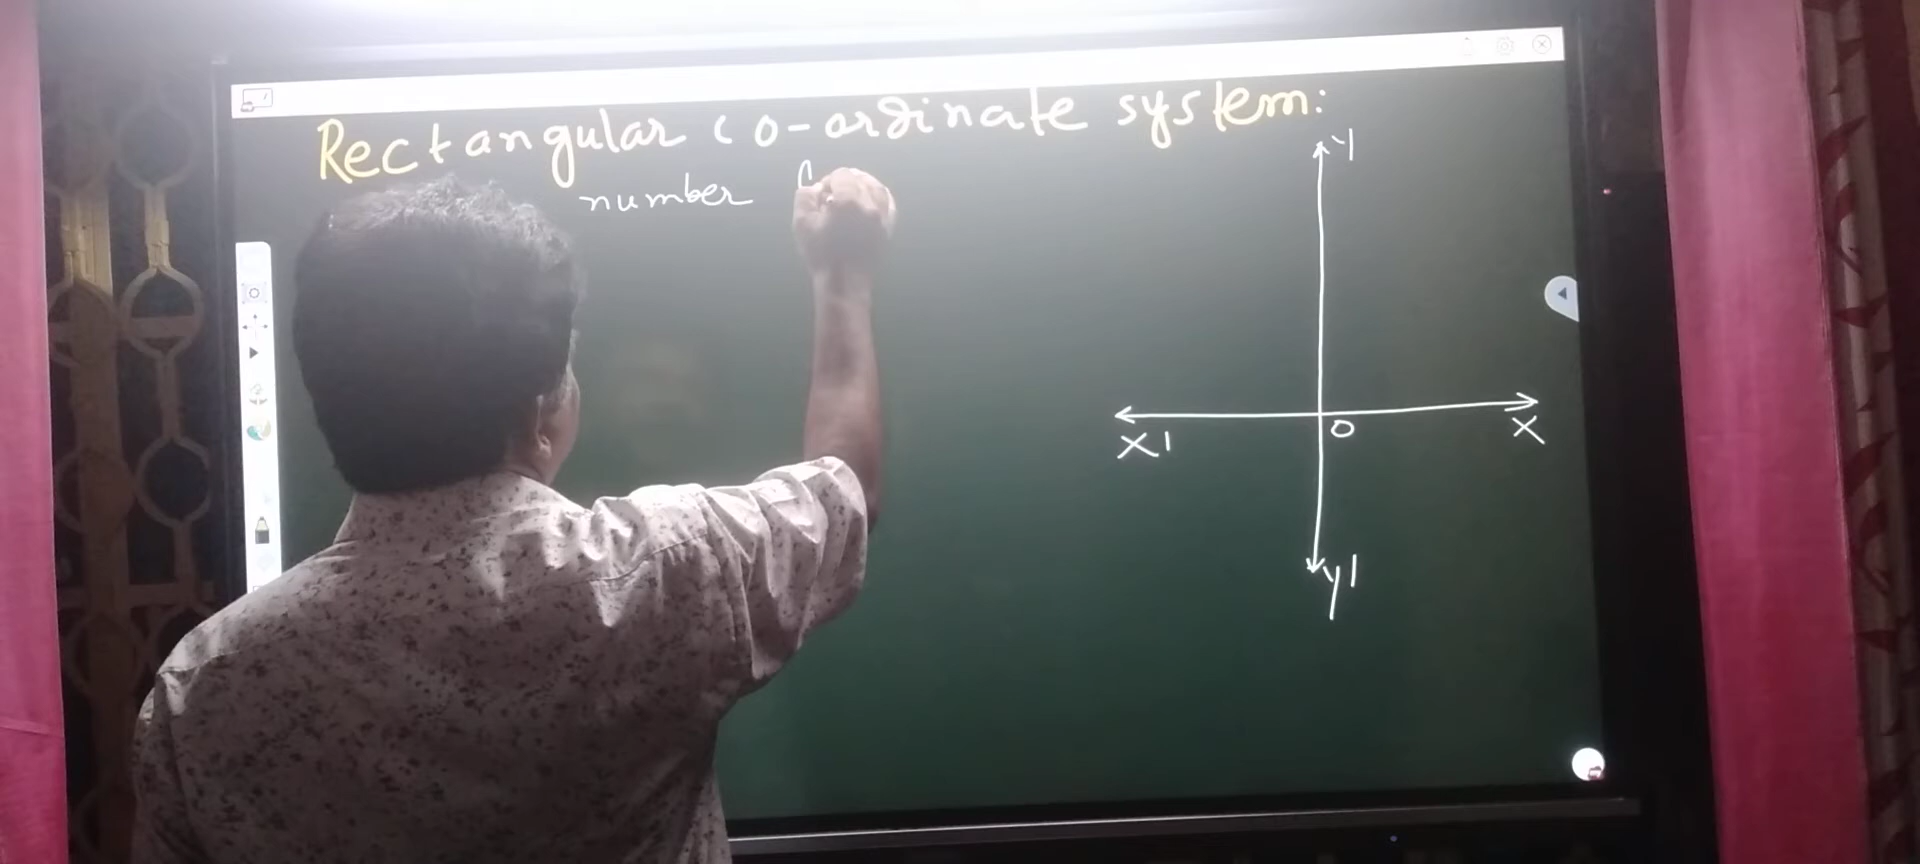 Rectangular co-ordinate system:
number
Y
X' O X
Y'